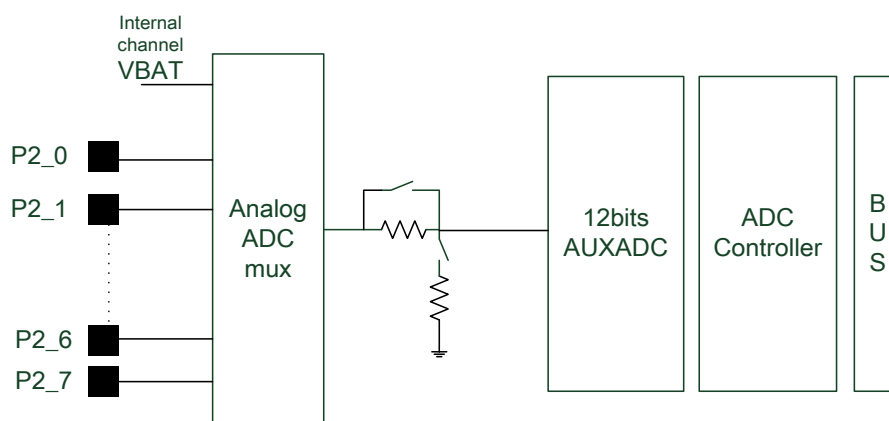 Internal
channel
VBAT
P2_0
P2_1
P2_6
P2_7
Analog
ADC
mux
12bits
AUXADC
ADC
Controller
B
U
S